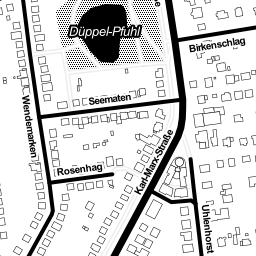 Düppel-Pfuhl
Birkenschlag
Seematen
Wendemarken
Karl-Marx-Straße
Rosenhag
Uhlenhorst